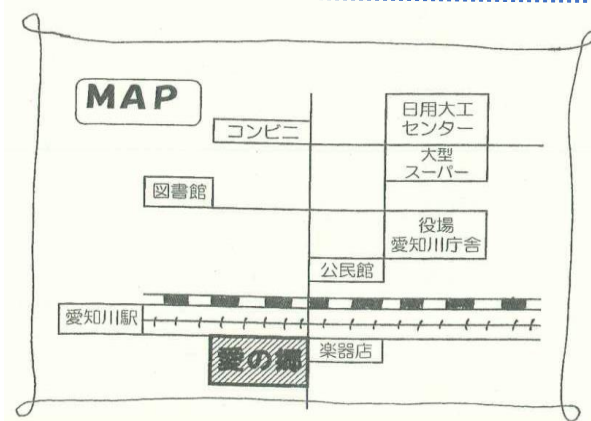 MAP
コンビニ
日用大工
センター
大型
スーパー
図書館
役場
愛知川庁舎
公民館
愛知川駅
愛の郷
楽器店